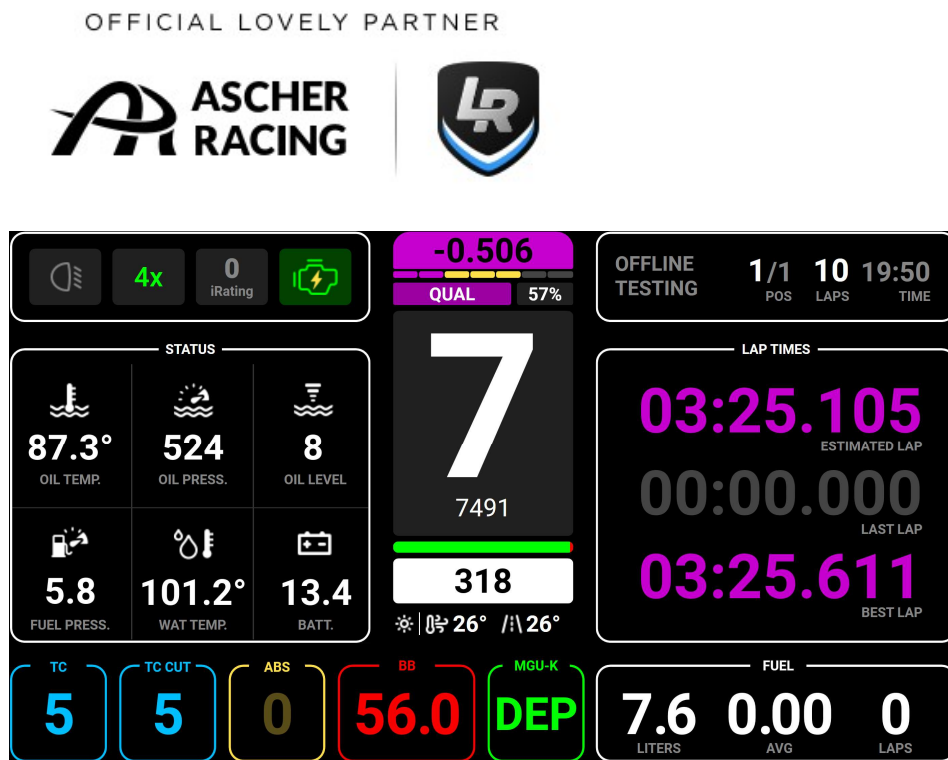 OFFICIAL LOVELY PARTNER
ASCHER
RACING
LR
4x
0
iRating
-0.506
QUAL 57%
OFFLINE
TESTING
1/1 10 19:50
POS LAPS TIME
STATUS
87.3° 524 8
OIL TEMP. OIL PRESS. OIL LEVEL
5.8 101.2° 13.4
FUEL PRESS. WAT TEMP. BATT.
7
7491
318
26° 26°
LAP TIMES
03:25.105
ESTIMATED LAP
00:00.000
LAST LAP
03:25.611
BEST LAP
TC TC CUT ABS BB MGU-K
5 5 0 56.0 DEP
FUEL
7.6 0.00 0
LITERS AVG LAPS